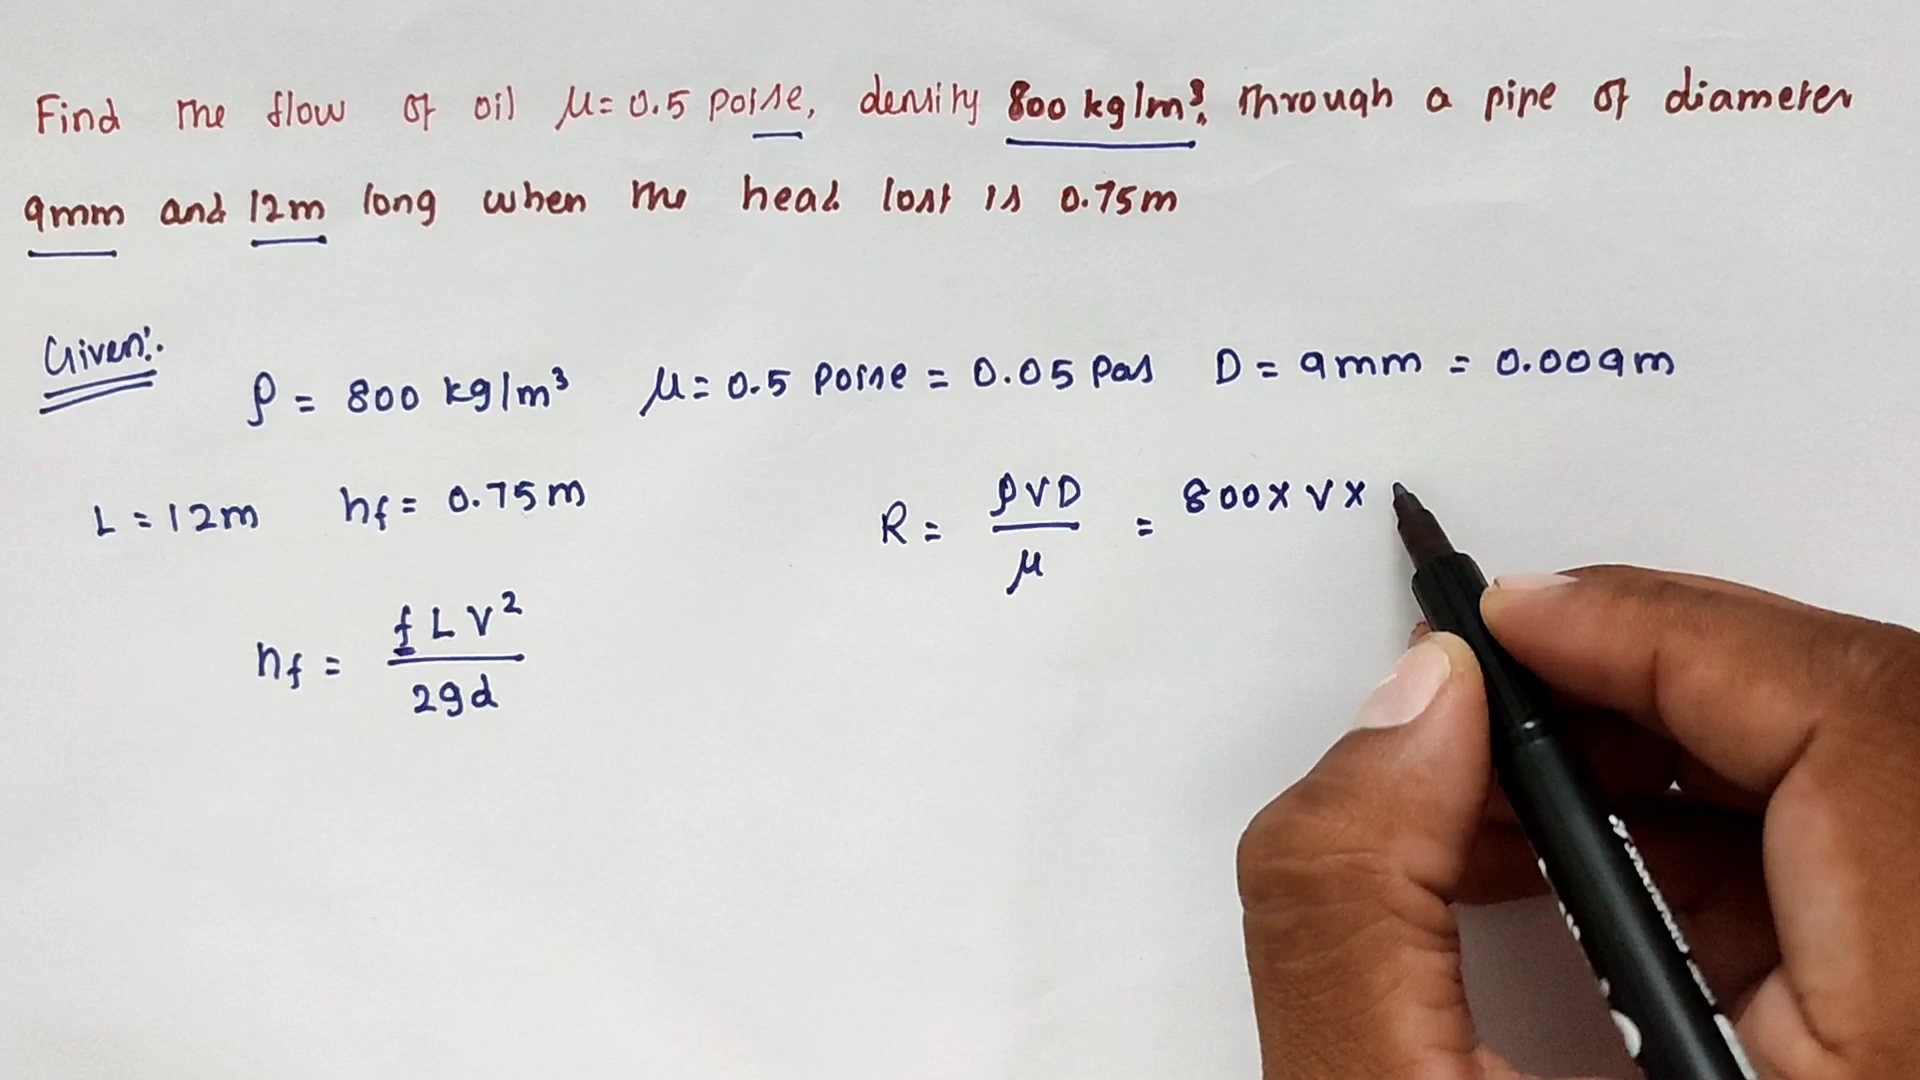 Find the flow of oil μ = 0.5 poise, density 800 kg/m³, through a pipe of diameter
9mm and 12m long when the head lost is 0.75m
Given:
ρ = 800 kg/m³ μ = 0.5 poise = 0.05 Pas D = 9mm = 0.009m
L = 12m hf = 0.75m
R = ρVD/μ = 800 x V x
hf = fLV²/2gd